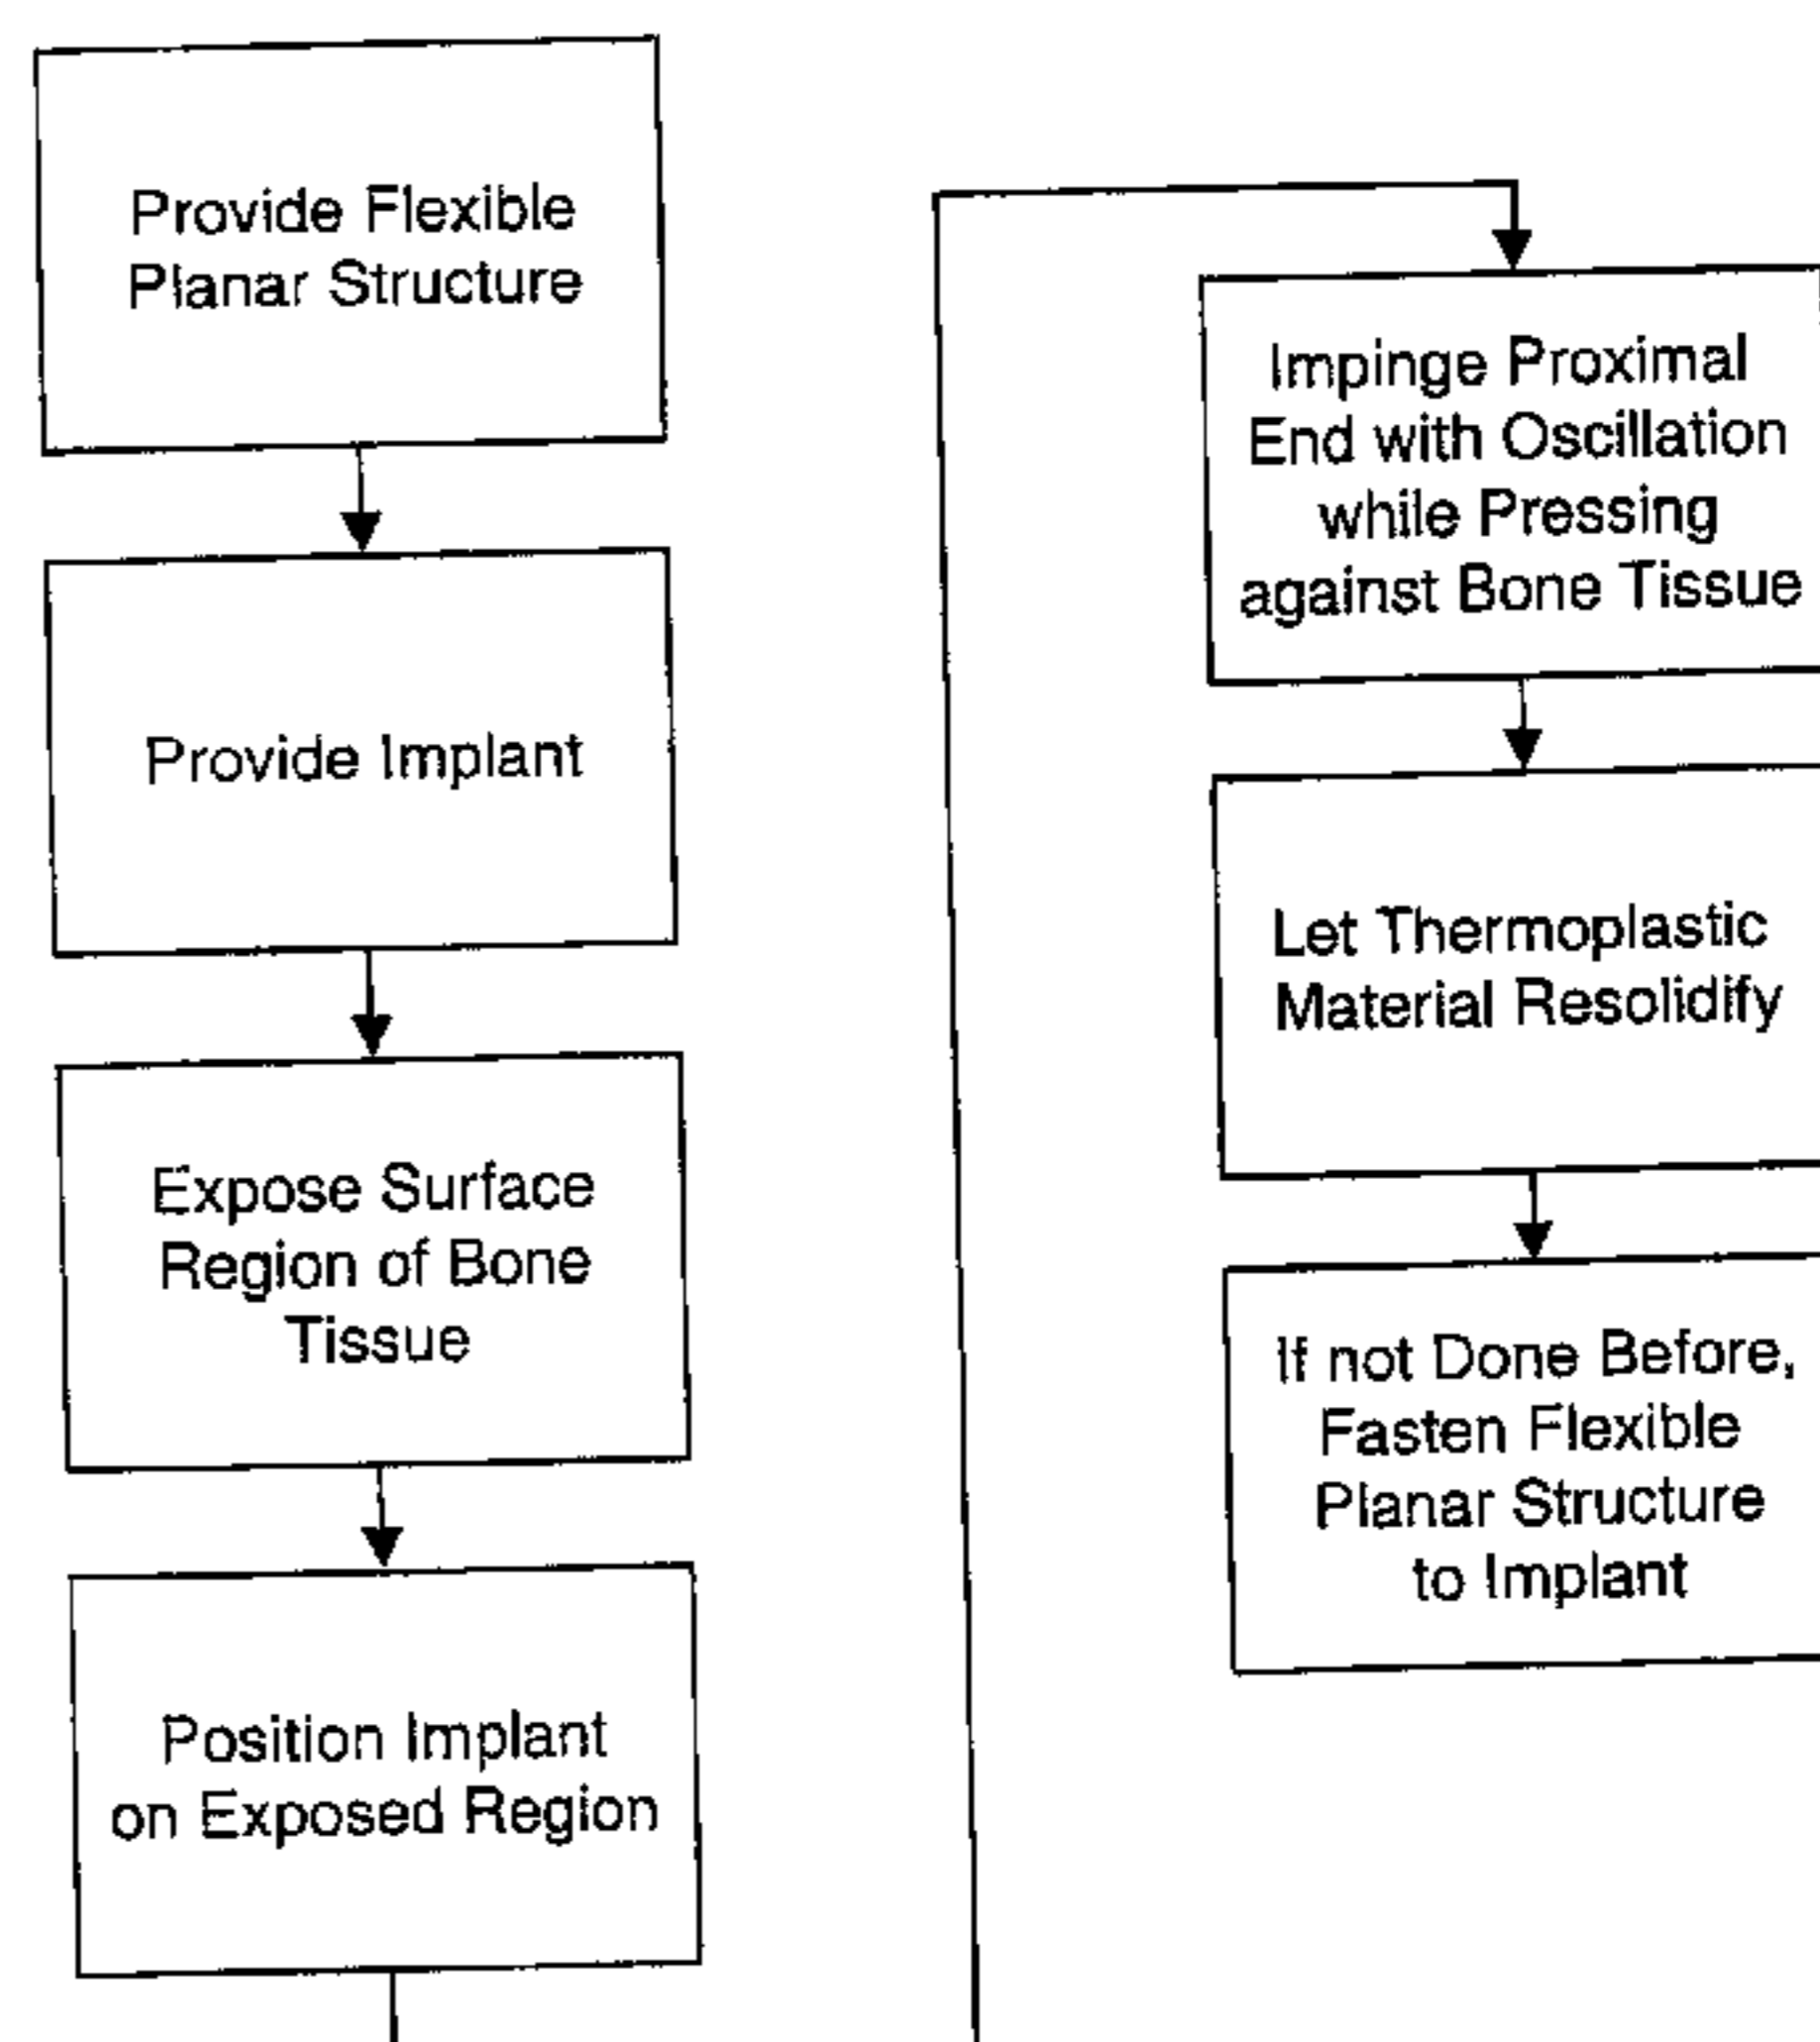 Provide Flexible
Planar Structure
Provide Implant
Expose Surface
Region of Bone
Tissue
Position Implant
on Exposed Region
Impinge Proximal
End with Oscillation
while Pressing
against Bone Tissue
Let Thermoplastic
Material Resolidify
If not Done Before,
Fasten Flexible
Planar Structure
to Implant